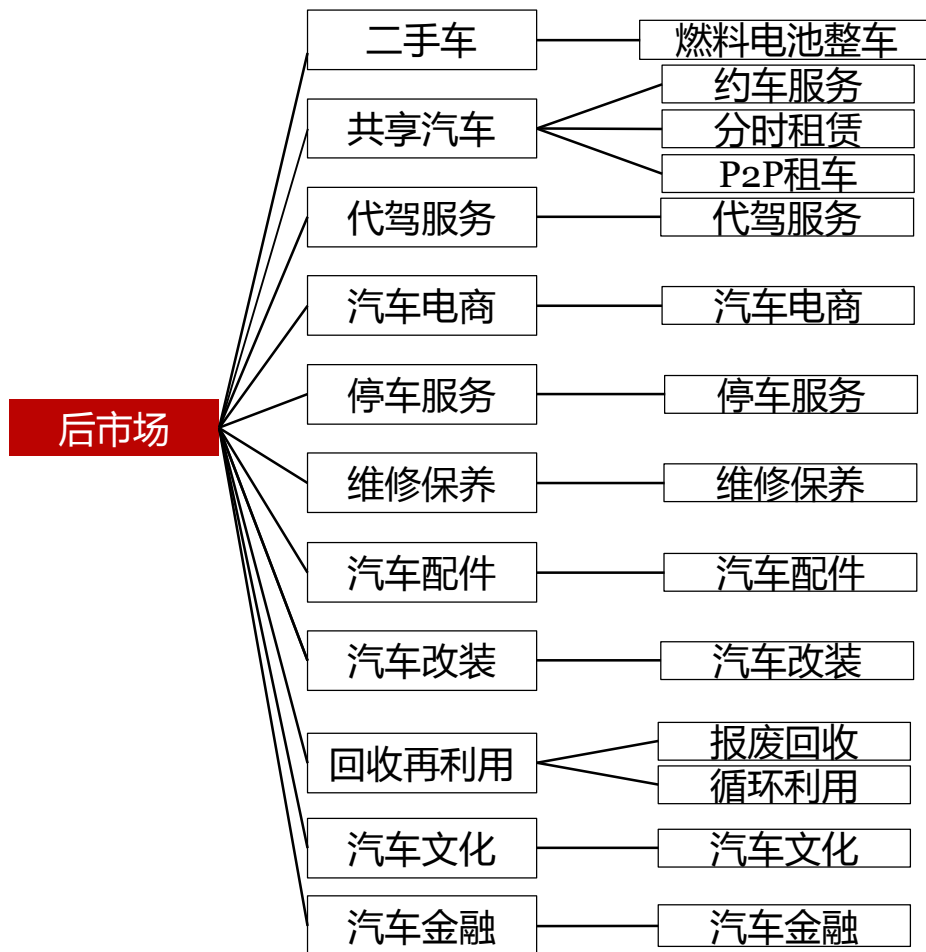 后市场
二手车
燃料电池整车
共享汽车
约车服务
分时租赁
P2P租车
代驾服务
代驾服务
汽车电商
汽车电商
停车服务
停车服务
维修保养
维修保养
汽车配件
汽车配件
汽车改装
汽车改装
回收再利用
报废回收
循环利用
汽车文化
汽车文化
汽车金融
汽车金融